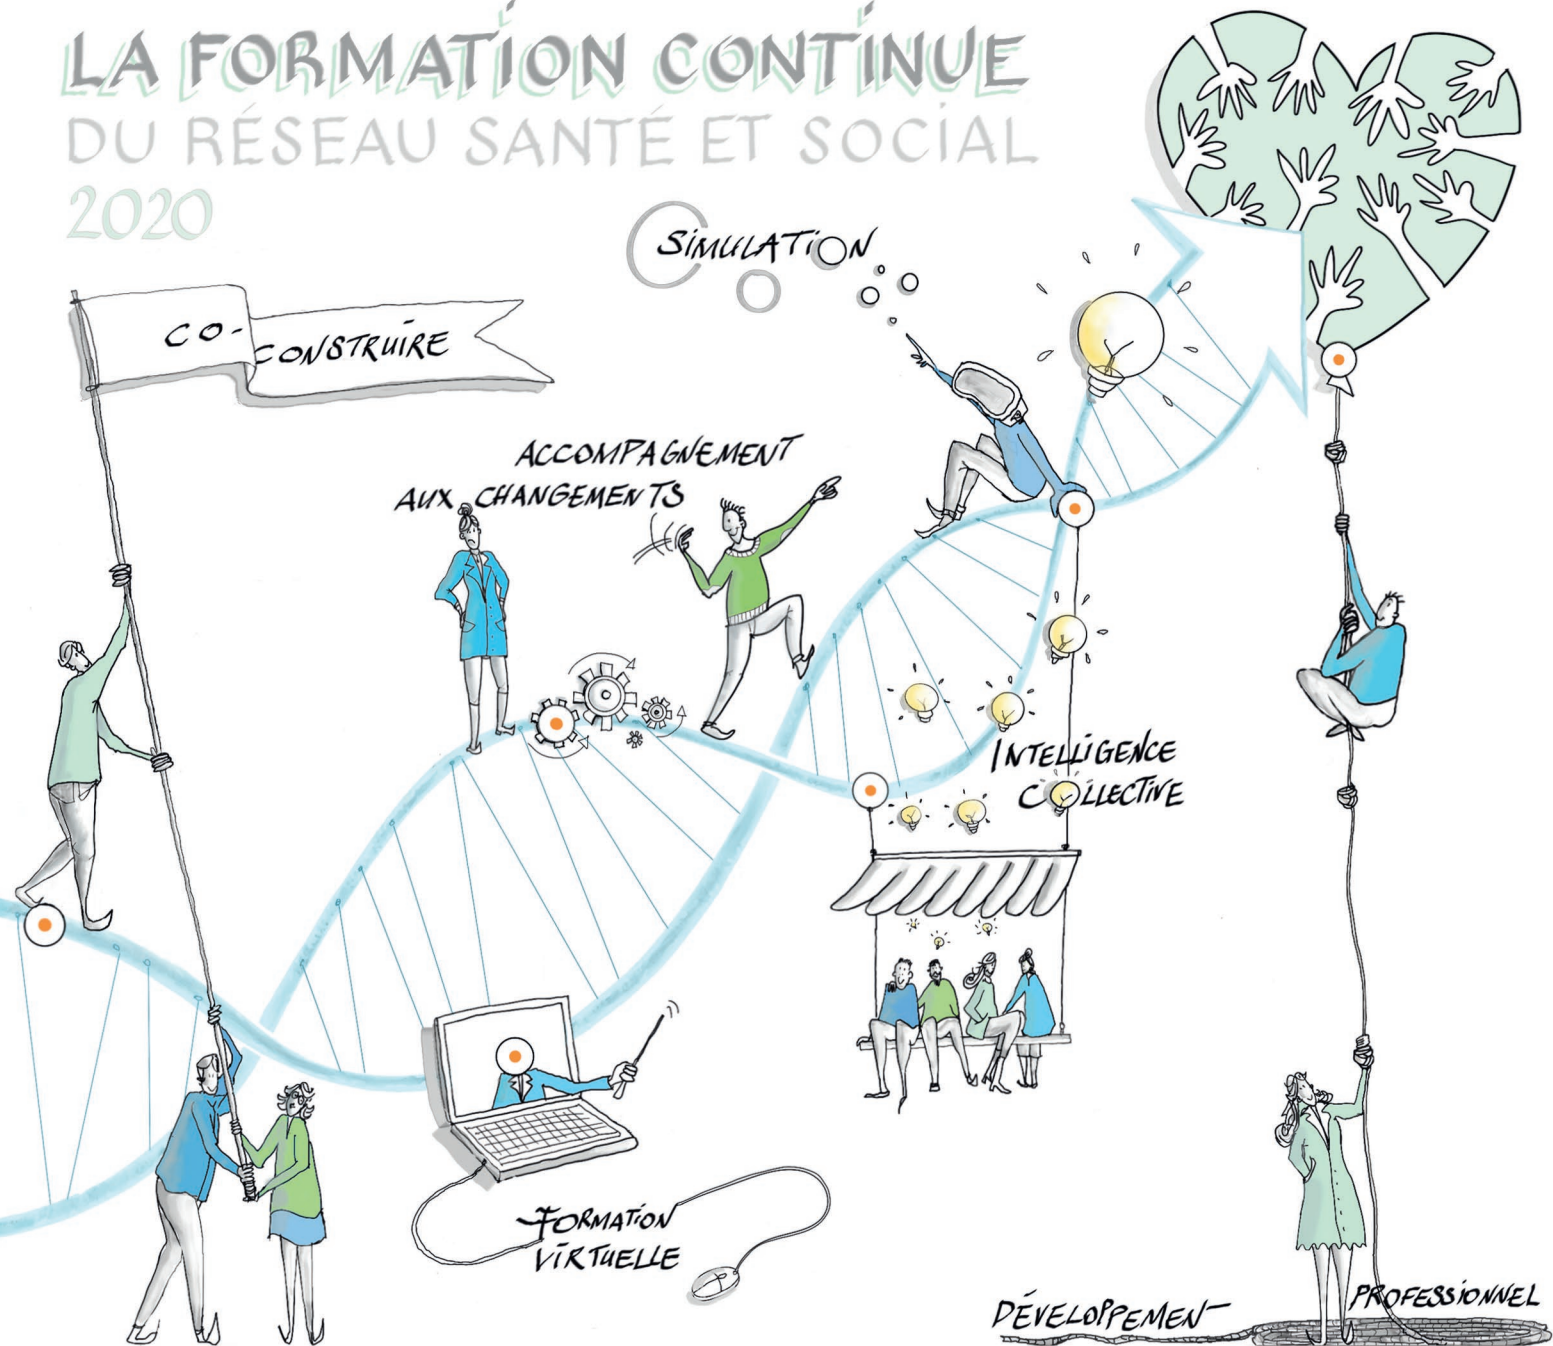 LA FORMATION CONTINUE
DU RÉSEAU SANTÉ ET SOCIAL
2020
SIMULATION
CO-
CONSTRUIRE
ACCOMPAGNEMENT
AUX CHANGEMENTS
INTELLIGENCE
COLLECTIVE
FORMATION
VIRTUELLE
DÉVELOPPEMENT PROFESSIONNEL